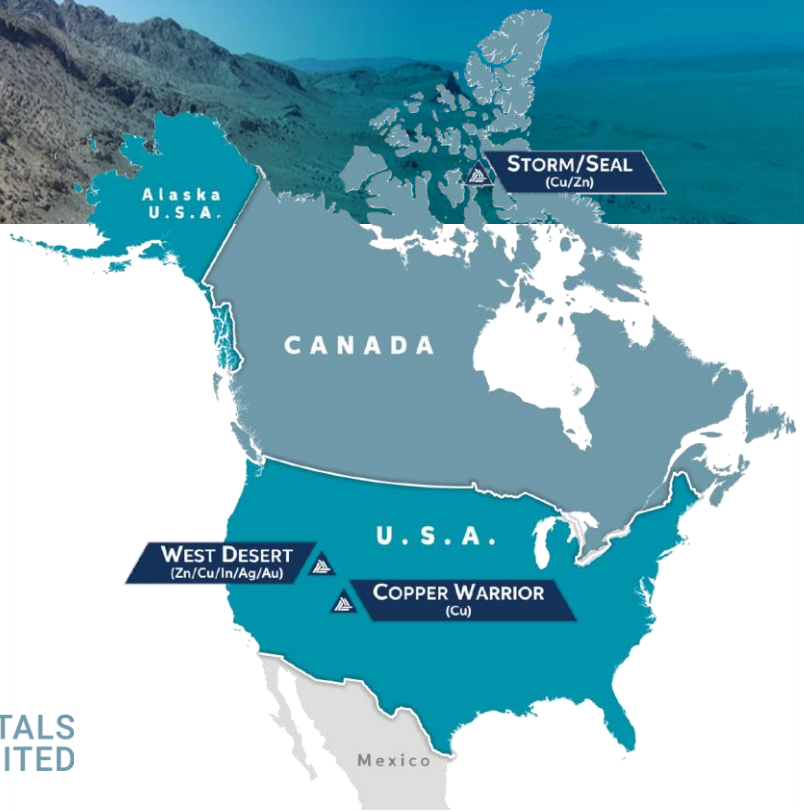 STORM/SEAL
(Cu/Zn)
Alaska
U.S.A.
CANADA
U.S.A.
WEST DESERT
(Zn/Cu/In/Ag/Au)
COPPER WARRIOR
(Cu)
TALS
ITED
Mexico